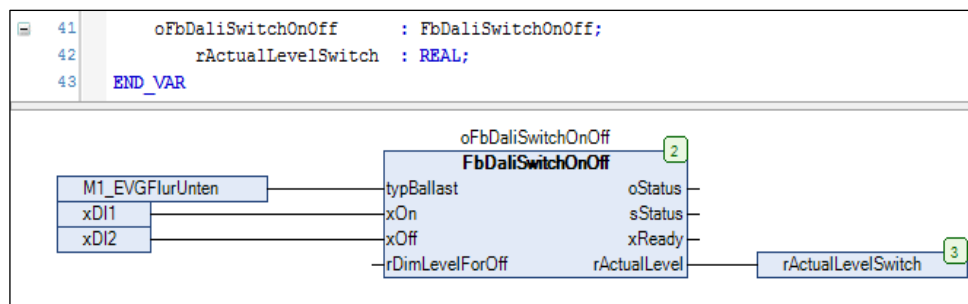 41 oFbDaliSwitchOnOff : FbDaliSwitchOnOff;
42 rActualLevelSwitch : REAL;
43 END_VAR
oFbDaliSwitchOnOff
FbDaliSwitchOnOff 2
M1_EVGFlurUnten typBallast oStatus
xDI1 xOn sStatus
xDI2 xOff xReady
rDimLevelForOff rActualLevel rActualLevelSwitch 3